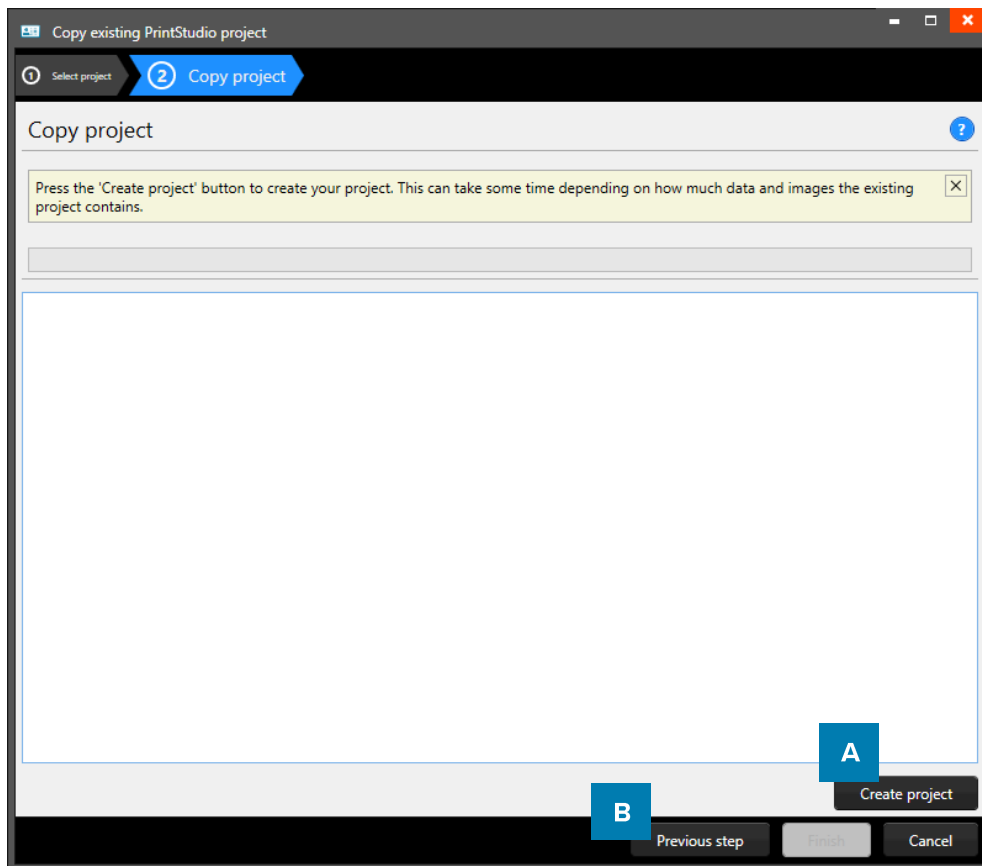 Copy existing PrintStudio project
1 Select project
2 Copy project
Copy project
?
Press the 'Create project' button to create your project. This can take some time depending on how much data and images the existing
project contains.
A
Create project
B
Previous step
Finish
Cancel